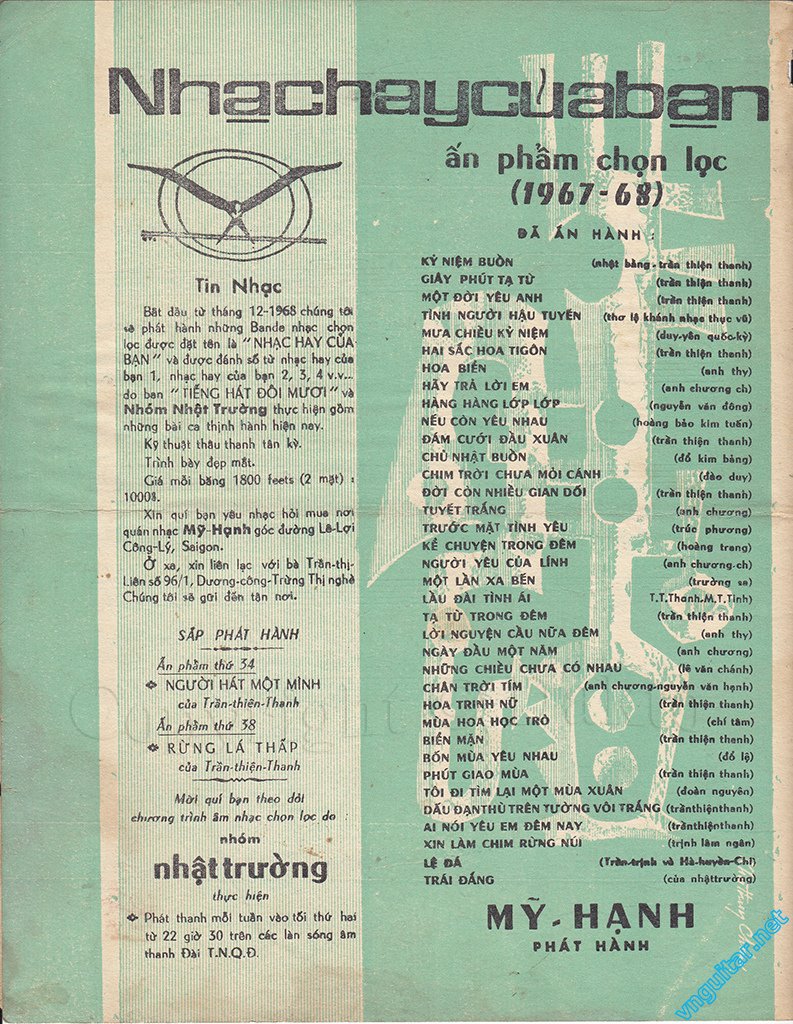 Nhạc hay của bạn
ấn phẩm chọn lọc
(1967-68)
ĐÃ ẤN HÀNH :
Tin Nhạc
Bắt đầu từ tháng 12-1968 chúng tôi
sẽ phát hành những Bande nhạc chọn
lọc được đặt tên là "NHẠC HAY CỦA
BẠN" và được đánh số từ nhạc hay của
bạn 1, nhạc hay của bạn 2, 3, 4 v.v...
do ban "TIẾNG HÁT ĐÔI MƯƠI" và
Nhóm Nhật Trường thực hiện gồm
những bài ca thịnh hành hiện nay.
Kỹ thuật thâu thanh tân kỳ.
Trình bày đẹp mắt.
Giá mỗi băng 1800 feets (2 mặt) :
1000$.
Xin quí bạn yêu nhạc hỏi mua nơi
quán nhạc Mỹ-Hạnh góc đường Lê-Lợi
Công-Lý, Saigon.
Ở xa, xin liên lạc với bà Trần-thị-
Liên số 96/1, Dương-công-Trừng Thị nghè
Chúng tôi sẽ gửi đến tận nơi.
SẮP PHÁT HÀNH
Ấn phẩm thứ 34
NGƯỜI HÁT MỘT MÌNH
của Trần-thiện-Thanh
Ấn phẩm thứ 38
RỪNG LÁ THẤP
của Trần-thiện-Thanh
Mời quí bạn theo dõi
chương trình âm nhạc chọn lọc do :
nhóm
nhật trường
thực hiện
Phát thanh mỗi tuần vào tối thứ hai
từ 22 giờ 30 trên các làn sóng âm
thanh Đài T.N.Q.Đ.
KỶ NIỆM BUỒN (nhật bằng - trần thiện thanh)
GIÂY PHÚT TẠ TỪ (trần thiện thanh)
MỘT ĐỜI YÊU ANH (trần thiện thanh)
TÌNH NGƯỜI HẬU TUYẾN (thơ lệ khánh nhạc thục vũ)
MƯA CHIỀU KỶ NIỆM (duy-yên quốc-kỳ)
HAI SẮC HOA TIGÔN (trần thiện thanh)
HOA BIỂN (anh thy)
HÃY TRẢ LỜI EM (anh chương ch)
HÀNG HÀNG LỚP LỚP (nguyễn văn đông)
NẾU CÒN YÊU NHAU (hoàng bảo kim tuấn)
ĐÁM CƯỚI ĐẦU XUÂN (trần thiện thanh)
CHỦ NHẬT BUỒN (đỗ kim bảng)
CHIM TRỜI CHƯA MỎI CÁNH (đào duy)
ĐỜI CÒN NHIỀU GIAN DỐI (trần thiện thanh)
TUYẾT TRẮNG (anh chương)
TRƯỚC MẶT TÌNH YÊU (trúc phương)
KỂ CHUYỆN TRONG ĐÊM (hoàng trang)
NGƯỜI YÊU CỦA LÍNH (anh chương-ch)
MỘT LẦN XA BẾN (trường sa)
LẦU ĐÀI TÌNH ÁI T.T.Thanh.M.T.Tinh)
TẠ TỪ TRONG ĐÊM (trần thiện thanh)
LỜI NGUYỆN CẦU NỬA ĐÊM (anh thy)
NGÀY ĐẦU MỘT NĂM (anh chương)
NHỮNG CHIỀU CHƯA CÓ NHAU (lê văn chánh)
CHÂN TRỜI TÍM (anh chương-nguyễn văn hạnh)
HOA TRINH NỮ (trần thiện thanh)
MÙA HOA HỌC TRÒ (chí tâm)
BIỂN MẶN (trần thiện thanh)
BỐN MÙA YÊU NHAU (đỗ lệ)
PHÚT GIAO MÙA (trần thiện thanh)
TÔI ĐI TÌM LẠI MỘT MÙA XUÂN (đoàn nguyên)
DẤU ĐẠN THÙ TRÊN TƯỜNG VÔI TRẮNG (trầnthiệnthanh)
AI NÓI YÊU EM ĐÊM NAY (trầnthiệnthanh)
XIN LÀM CHIM RỪNG NÚI (trịnh lâm ngân)
LỆ ĐÁ (Trần-trịnh và Hà-huyền-Chi)
TRÁI ĐẮNG (của nhậttrường)
MỸ-HẠNH
PHÁT HÀNH
vnguitar.net